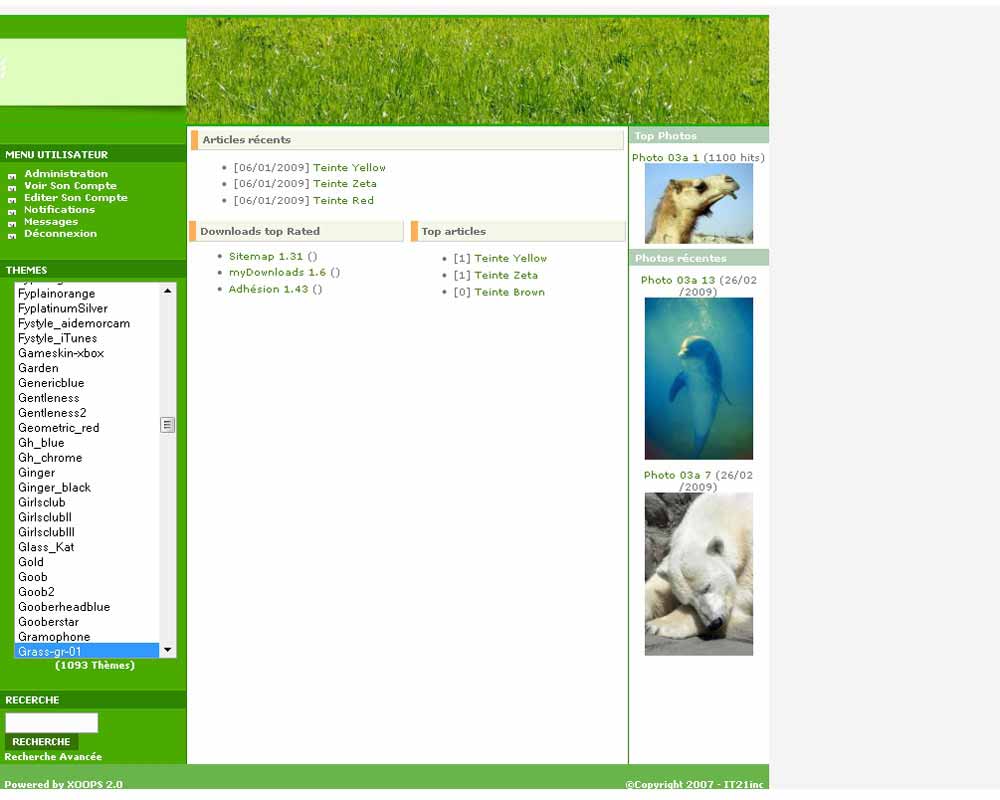 MENU UTILISATEUR
Administration
Voir Son Compte
Editer Son Compte
Notifications
Messages
Déconnexion
THEMES
Fyplainorange
FyplatinumSilver
Fystyle_aidemorcam
Fystyle_iTunes
Gameskin-xbox
Garden
Genericblue
Gentleness
Gentleness2
Geometric_red
Gh_blue
Gh_chrome
Ginger
Ginger_black
Girlsclub
GirlsclubII
GirlsclubIII
Glass_Kat
Gold
Goob
Goob2
Gooberheadblue
Gooberstar
Gramophone
Grass-gr-01
(1093 Thèmes)
RECERCHE
RECHERCHE
Recherche Avancée
Articles récents
[06/01/2009] Teinte Yellow
[06/01/2009] Teinte Zeta
[06/01/2009] Teinte Red
Downloads top Rated
Sitemap 1.31 ()
myDownloads 1.6 ()
Adhésion 1.43 ()
Top articles
[1] Teinte Yellow
[1] Teinte Zeta
[0] Teinte Brown
Top Photos
Photo 03a 1 (1100 hits)
Photos récentes
Photo 03a 13 (26/02
/2009)
Photo 03a 7 (26/02
/2009)
Powered by XOOPS 2.0
©Copyright 2007 - IT21inc